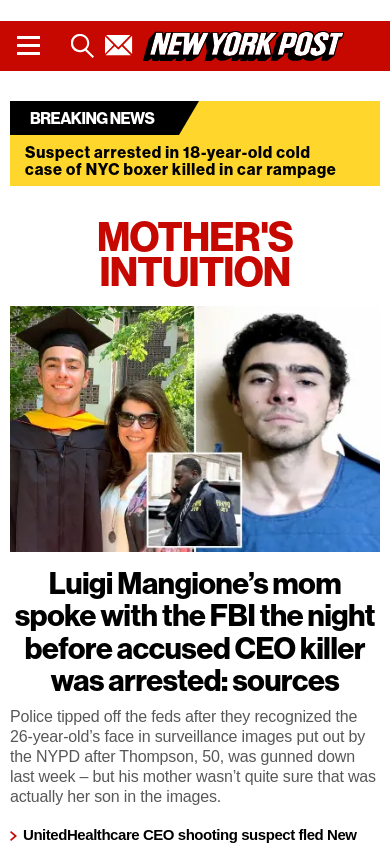 NEW YORK POST
BREAKING NEWS
Suspect arrested in 18-year-old cold
case of NYC boxer killed in car rampage
MOTHER'S
INTUITION
Luigi Mangione’s mom
spoke with the FBI the night
before accused CEO killer
was arrested: sources
Police tipped off the feds after they recognized the
26-year-old’s face in surveillance images put out by
the NYPD after Thompson, 50, was gunned down
last week – but his mother wasn’t quite sure that was
actually her son in the images.
UnitedHealthcare CEO shooting suspect fled New